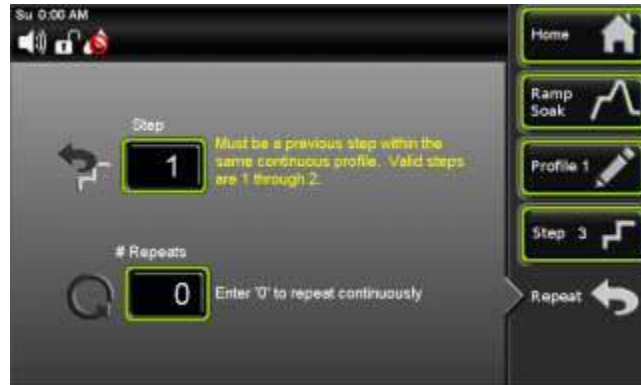 Su 0:00 AM
Home
Ramp
Soak
Step
1
Must be a previous step within the
same continuous profile. Valid steps
are 1 through 2.
Profile 1
Step 3
# Repeats
0
Enter '0' to repeat continuously
Repeat